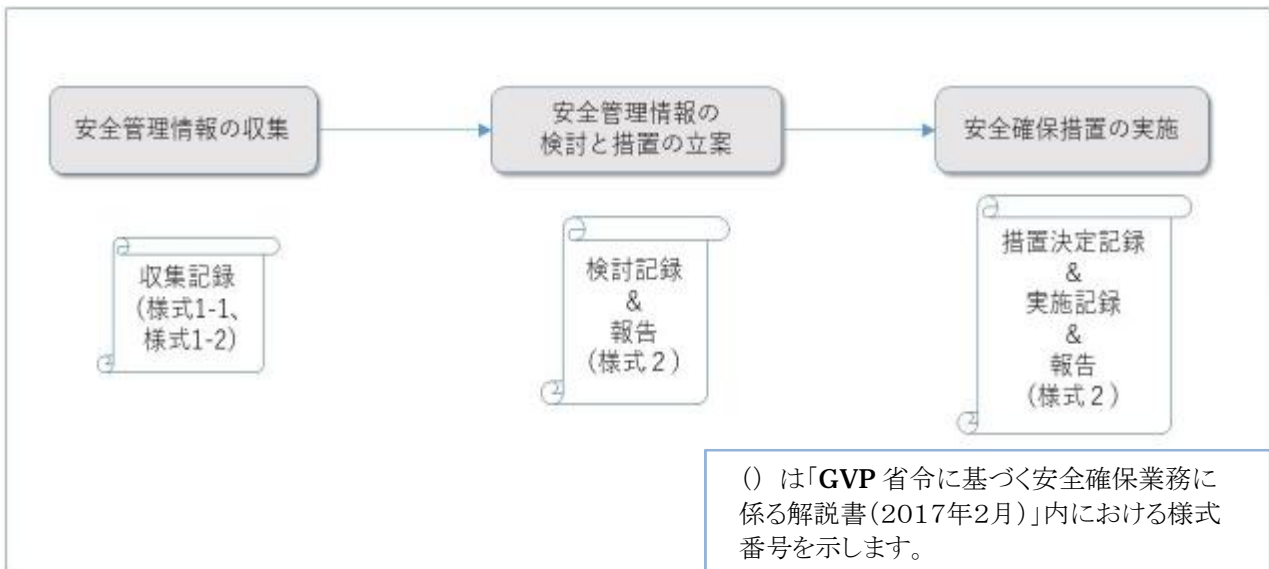 安全管理情報の収集
安全管理情報の
検討と措置の立案
安全確保措置の実施
収集記録
(様式1-1、
様式1-2)
検討記録
&
報告
(様式２)
措置決定記録
&
実施記録
&
報告
(様式２)
() は「GVP 省令に基づく安全確保業務に
係る解説書(2017年2月)」内における様式
番号を示します。